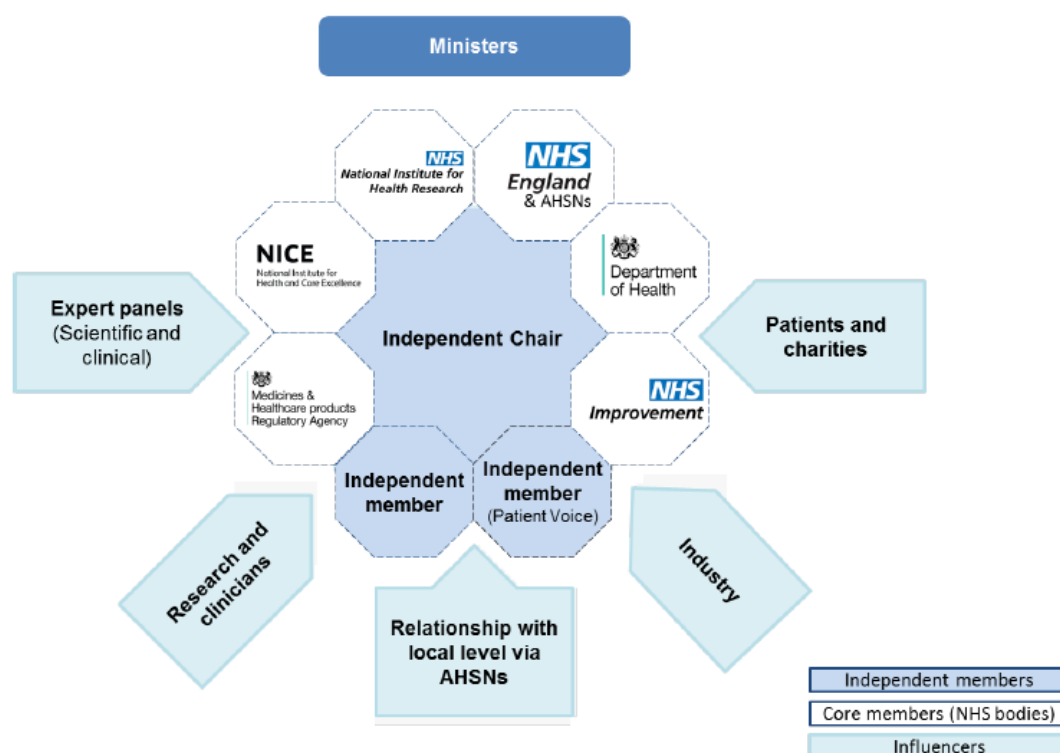 Ministers
NHS
National Institute for
Health Research
NHS
England
& AHSNs
NICE
National Institute for
Health and Care Excellence
Department
of Health
Expert panels
(Scientific and
clinical)
Independent Chair
Patients and
charities
Medicines &
Healthcare products
Regulatory Agency
NHS
Improvement
Independent
member
Independent
member
(Patient Voice)
Research and
clinicians
Industry
Relationship with
local level via
AHSNs
Independent members
Core members (NHS bodies)
Influencers